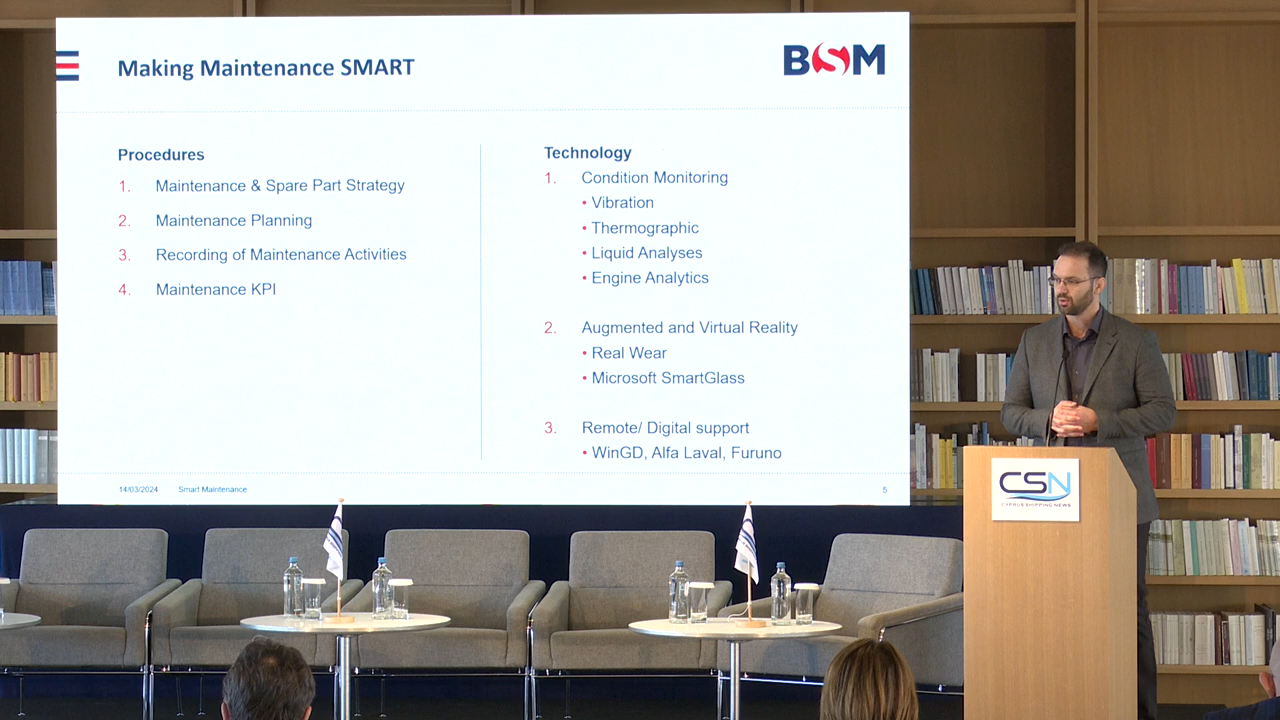 Making Maintenance SMART
BSM
Procedures
1. Maintenance & Spare Part Strategy
2. Maintenance Planning
3. Recording of Maintenance Activities
4. Maintenance KPI
Technology
1. Condition Monitoring
• Vibration
• Thermographic
• Liquid Analyses
• Engine Analytics
2. Augmented and Virtual Reality
• Real Wear
• Microsoft SmartGlass
3. Remote/ Digital support
• WinGD, Alfa Laval, Furuno
14/03/2024 Smart Maintenance 5
CSN
CYPRUS SHIPPING NEWS